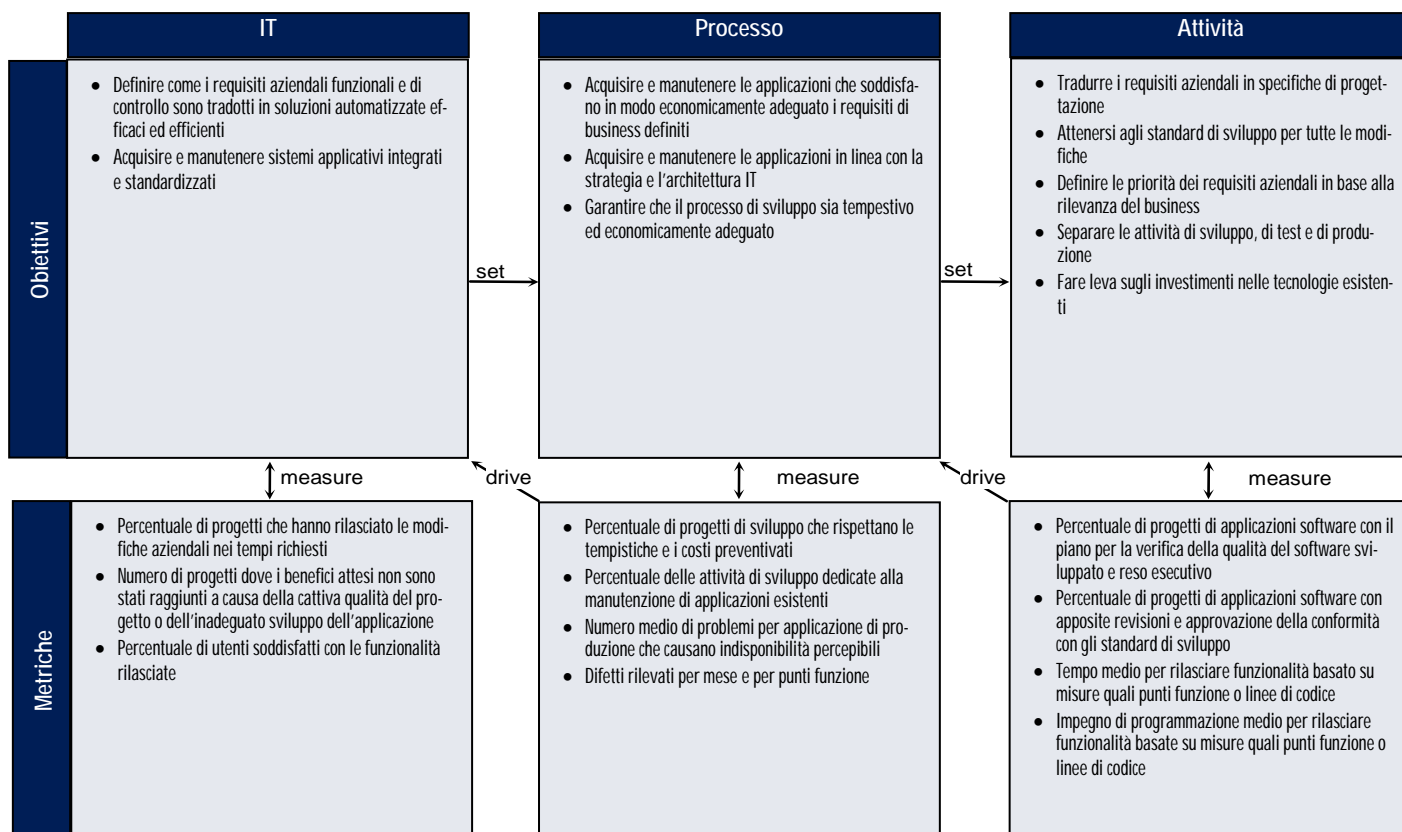 IT
Processo
Attività
Obiettivi
• Definire come i requisiti aziendali funzionali e di
controllo sono tradotti in soluzioni automatizzate ef-
ficaci ed efficienti
• Acquisire e manutenere sistemi applicativi integrati
e standardizzati
set
• Acquisire e manutenere le applicazioni che soddisfa-
no in modo economicamente adeguato i requisiti di
business definiti
• Acquisire e manutenere le applicazioni in linea con la
strategia e l'architettura IT
• Garantire che il processo di sviluppo sia tempestivo
ed economicamente adeguato
set
• Tradurre i requisiti aziendali in specifiche di proget-
tazione
• Attenersi agli standard di sviluppo per tutte le modi-
fiche
• Definire le priorità dei requisiti aziendali in base alla
rilevanza del business
• Separare le attività di sviluppo, di test e di produ-
zione
• Fare leva sugli investimenti nelle tecnologie esisten-
ti
measure
drive
measure
drive
measure
Metriche
• Percentuale di progetti che hanno rilasciato le modi-
fiche aziendali nei tempi richiesti
• Numero di progetti dove i benefici attesi non sono
stati raggiunti a causa della cattiva qualità del pro-
getto o dell'inadeguato sviluppo dell'applicazione
• Percentuale di utenti soddisfatti con le funzionalità
rilasciate
• Percentuale di progetti di sviluppo che rispettano le
tempistiche e i costi preventivati
• Percentuale delle attività di sviluppo dedicate alla
manutenzione di applicazioni esistenti
• Numero medio di problemi per applicazione di pro-
duzione che causano indisponibilità percepibili
• Difetti rilevati per mese e per punti funzione
• Percentuale di progetti di applicazioni software con il
piano per la verifica della qualità del software svi-
luppato e reso esecutivo
• Percentuale di progetti di applicazioni software con
apposite revisioni e approvazione della conformità
con gli standard di sviluppo
• Tempo medio per rilasciare funzionalità basato su
misure quali punti funzione o linee di codice
• Impegno di programmazione medio per rilasciare
funzionalità basate su misure quali punti funzione o
linee di codice